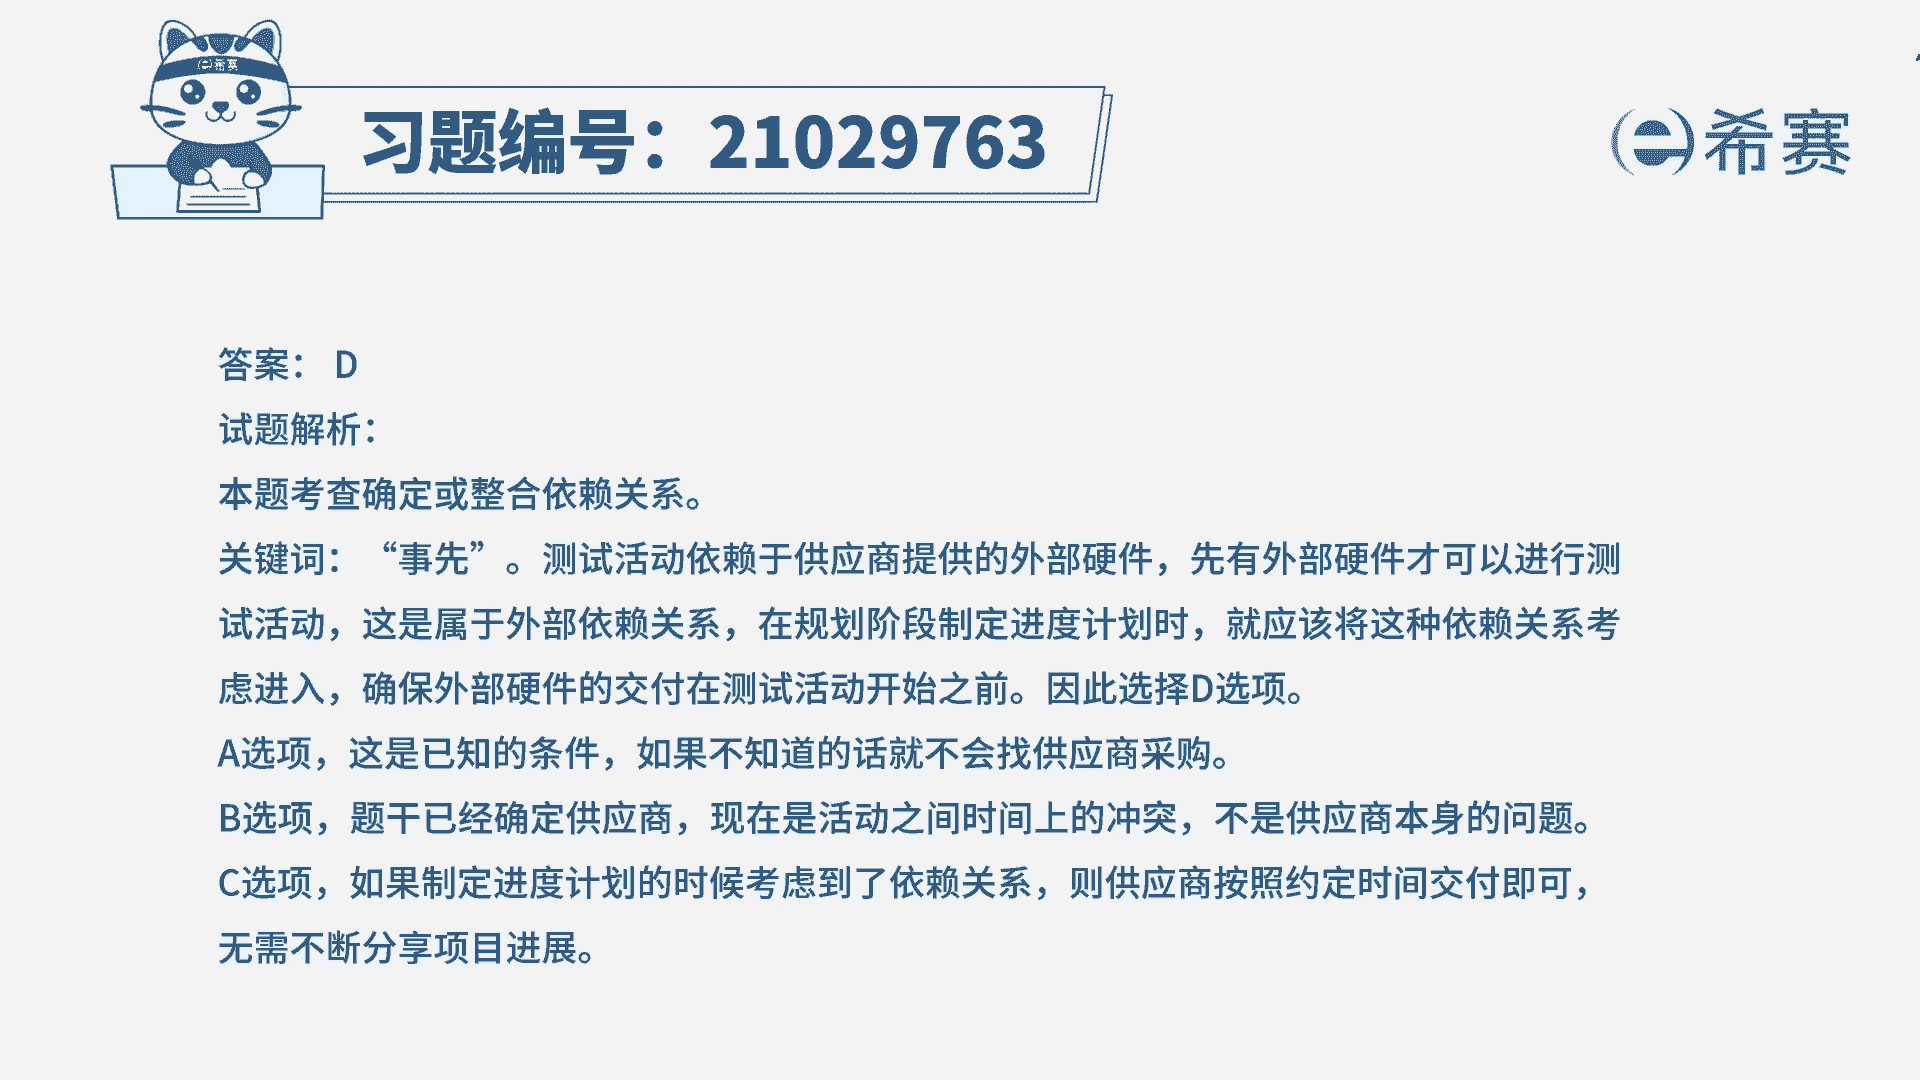 e希赛
习题编号：21029763
e希赛
答案： D
试题解析：
本题考查确定或整合依赖关系。
关键词：“事先”。测试活动依赖于供应商提供的外部硬件，先有外部硬件才可以进行测
试活动，这是属于外部依赖关系，在规划阶段制定进度计划时，就应该将这种依赖关系考
虑进入，确保外部硬件的交付在测试活动开始之前。因此选择D选项。
A选项，这是已知的条件，如果不知道的话就不会找供应商采购。
B选项，题干已经确定供应商，现在是活动之间时间上的冲突，不是供应商本身的问题。
C选项，如果制定进度计划的时候考虑到了依赖关系，则供应商按照约定时间交付即可，
无需不断分享项目进展。